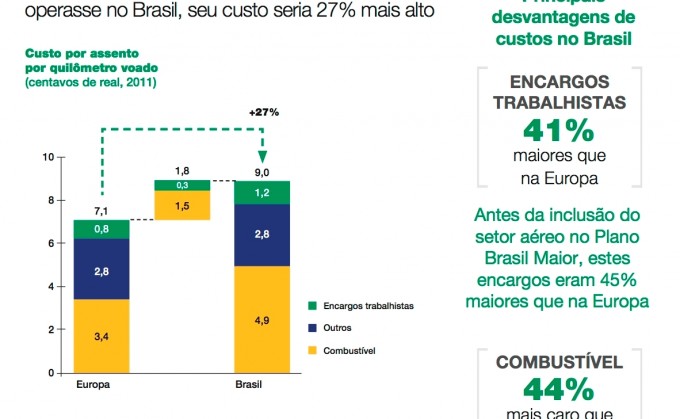 operasse no Brasil, seu custo seria 27% mais alto
Custo por assento
por quilômetro voado
(centavos de real, 2011)
+27%
10
8
6
4
2
0
7,1
0,8
2,8
3,4
1,8
0,3
1,5
9,0
1,2
2,8
4,9
Europa
Brasil
Encargos trabalhistas
Outros
Combustível
Principais
desvantagens de
custos no Brasil
ENCARGOS
TRABALHISTAS
41%
maiores que
na Europa
Antes da inclusão do
setor aéreo no Plano
Brasil Maior, estes
encargos eram 45%
maiores que na Europa
COMBUSTÍVEL
44%
mais caro que